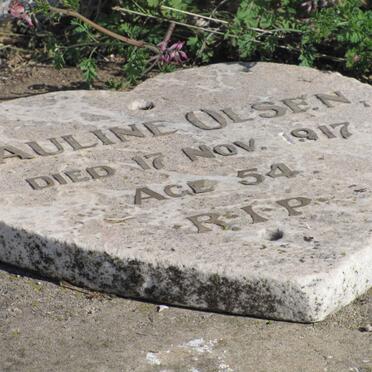 AULINE OLSEN
DIED 17 NOV. 1917
AGE 54
R.I.P.